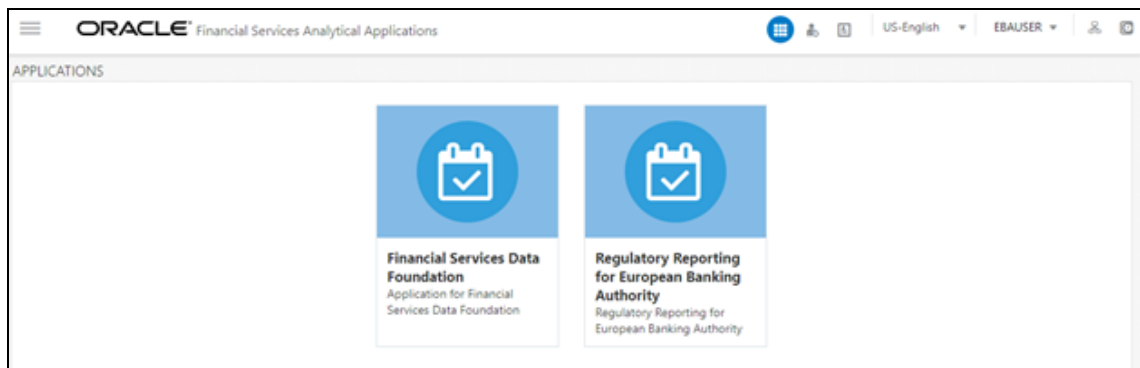 ORACLE® Financial Services Analytical Applications
US-English
EBAUSER
APPLICATIONS
Financial Services Data
Foundation
Application for Financial
Services Data Foundation
Regulatory Reporting
for European Banking
Authority
Regulatory Reporting for
European Banking Authority